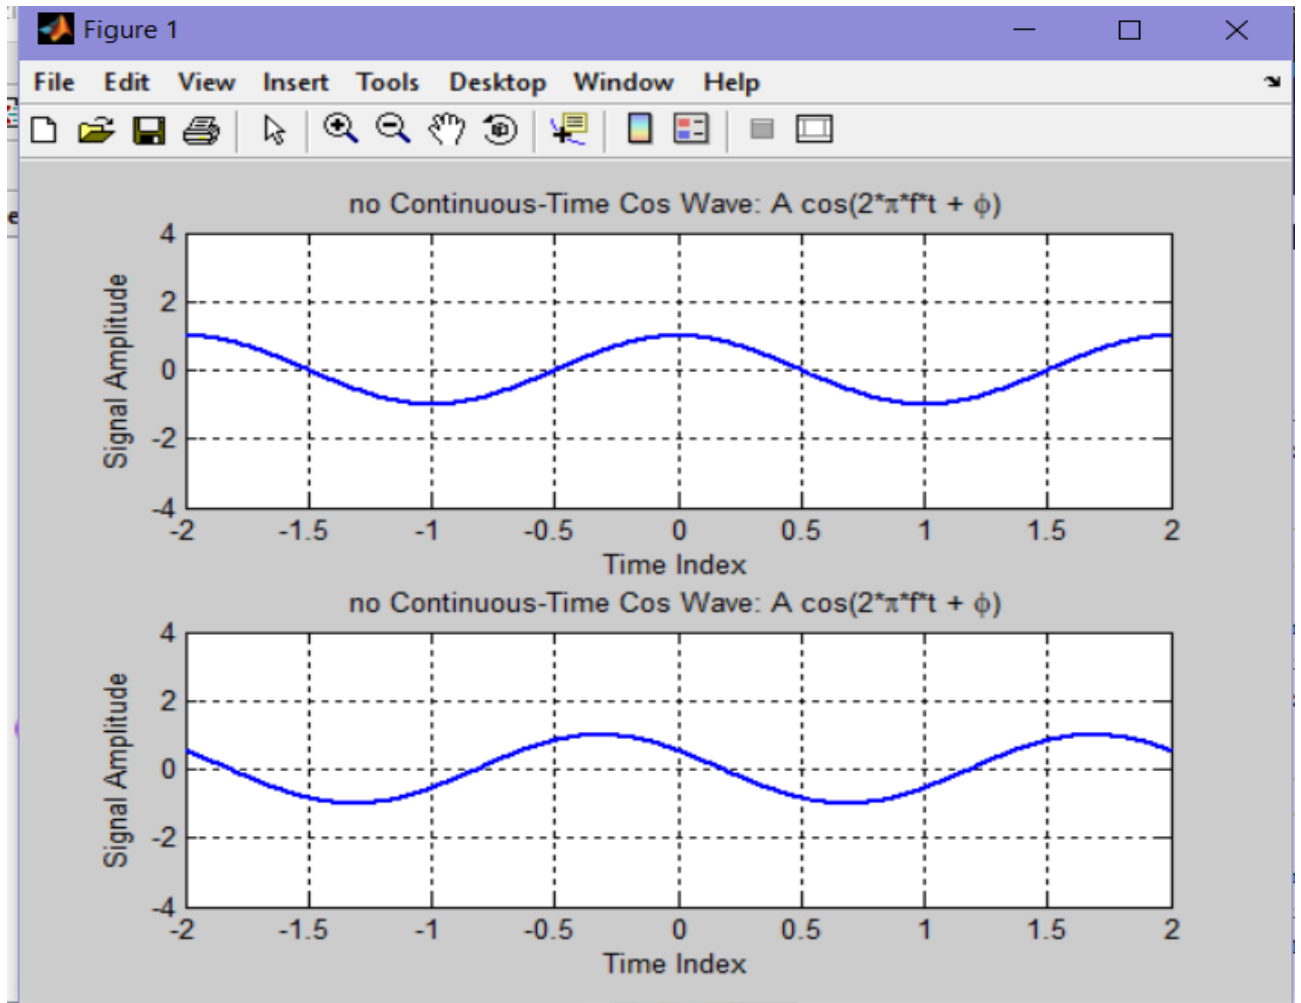 Figure 1
File Edit View Insert Tools Desktop Window Help
no Continuous-Time Cos Wave: A cos(2*π*f*t + ϕ)
4
2
0
-2
-4
Signal Amplitude
-2 -1.5 -1 -0.5 0 0.5 1 1.5 2
Time Index
no Continuous-Time Cos Wave: A cos(2*π*f*t + ϕ)
4
2
0
-2
-4
Signal Amplitude
-2 -1.5 -1 -0.5 0 0.5 1 1.5 2
Time Index